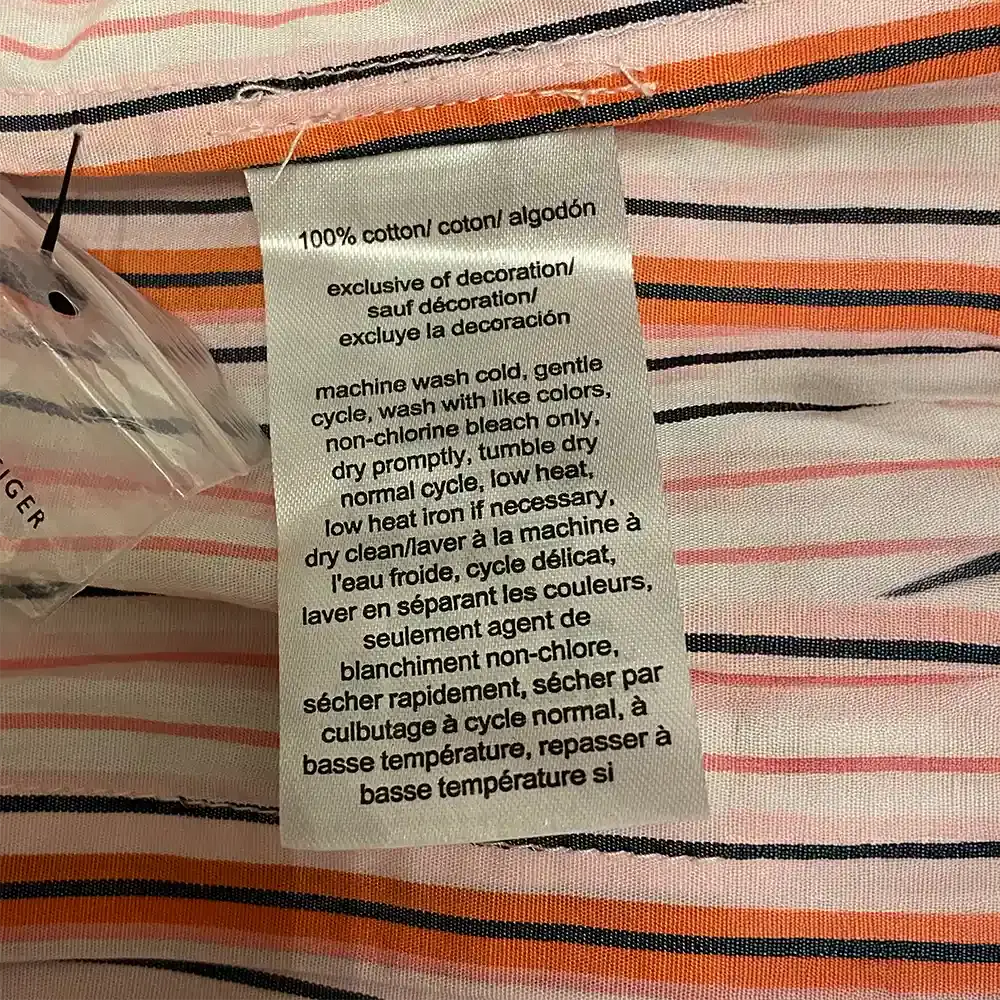 100% cotton/ coton/ algodón
exclusive of decoration/
sauf décoration/
excluye la decoración
machine wash cold, gentle
cycle, wash with like colors,
non-chlorine bleach only,
dry promptly, tumble dry
normal cycle, low heat,
low heat iron if necessary,
dry clean/laver à la machine à
l'eau froide, cycle délicat,
laver en séparant les couleurs,
seulement agent de
blanchiment non-chlore,
sécher rapidement, sécher par
culbutage à cycle normal, à
basse température, repasser à
basse température si